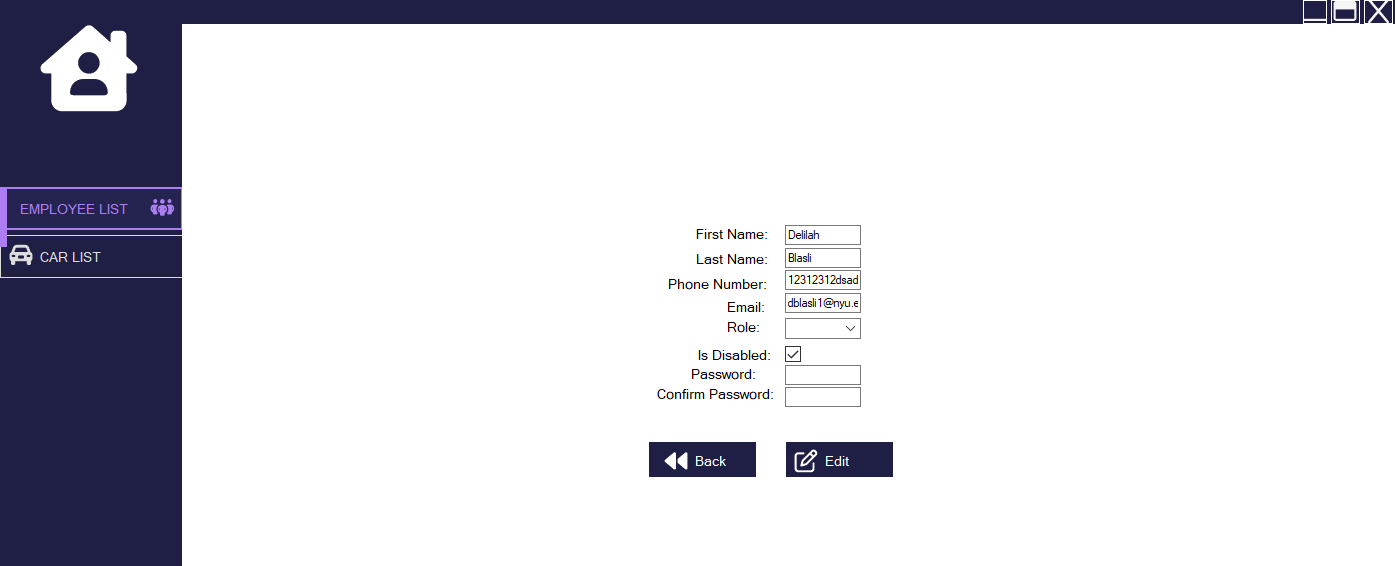 EMPLOYEE LIST
CAR LIST
First Name: Delilah
Last Name: Blasli
Phone Number: 12312312dsad
Email: dblasli1@nyu.e
Role:
Is Disabled:
Password:
Confirm Password:
Back Edit